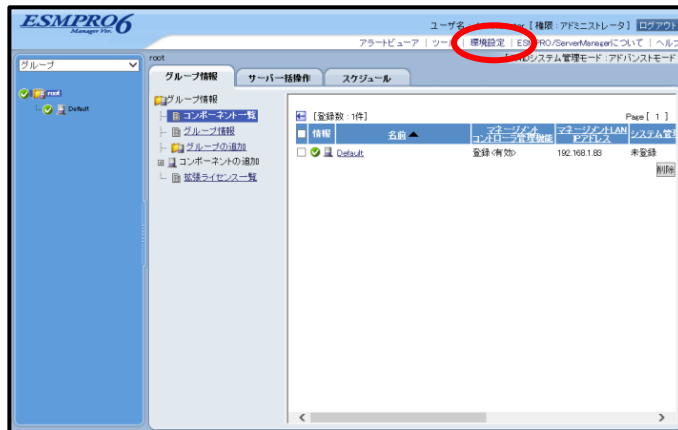 ESMPRO6
Manager Ver.
ユーザ名 [ 権限 : アドミニストレータ ] ログアウト
アラートビューア | ツール | 環境設定 | ESMPRO/ServerManagerについて | ヘルプ
システム管理モード : アドバンストモード
グループ
root
グループ情報 サーバ一括操作 スケジュール
root
Default
グループ情報
コンポーネント一覧
グループ情報
グループの追加
コンポーネントの追加
拡張ライセンス一覧
[登録数 : 1件] Page [ 1 ]
情報 名前 マネージメントコントローラ管理機能 マネージメントLAN IPアドレス システム管理
Default 登録<有効> 192.168.1.83 未登録
削除